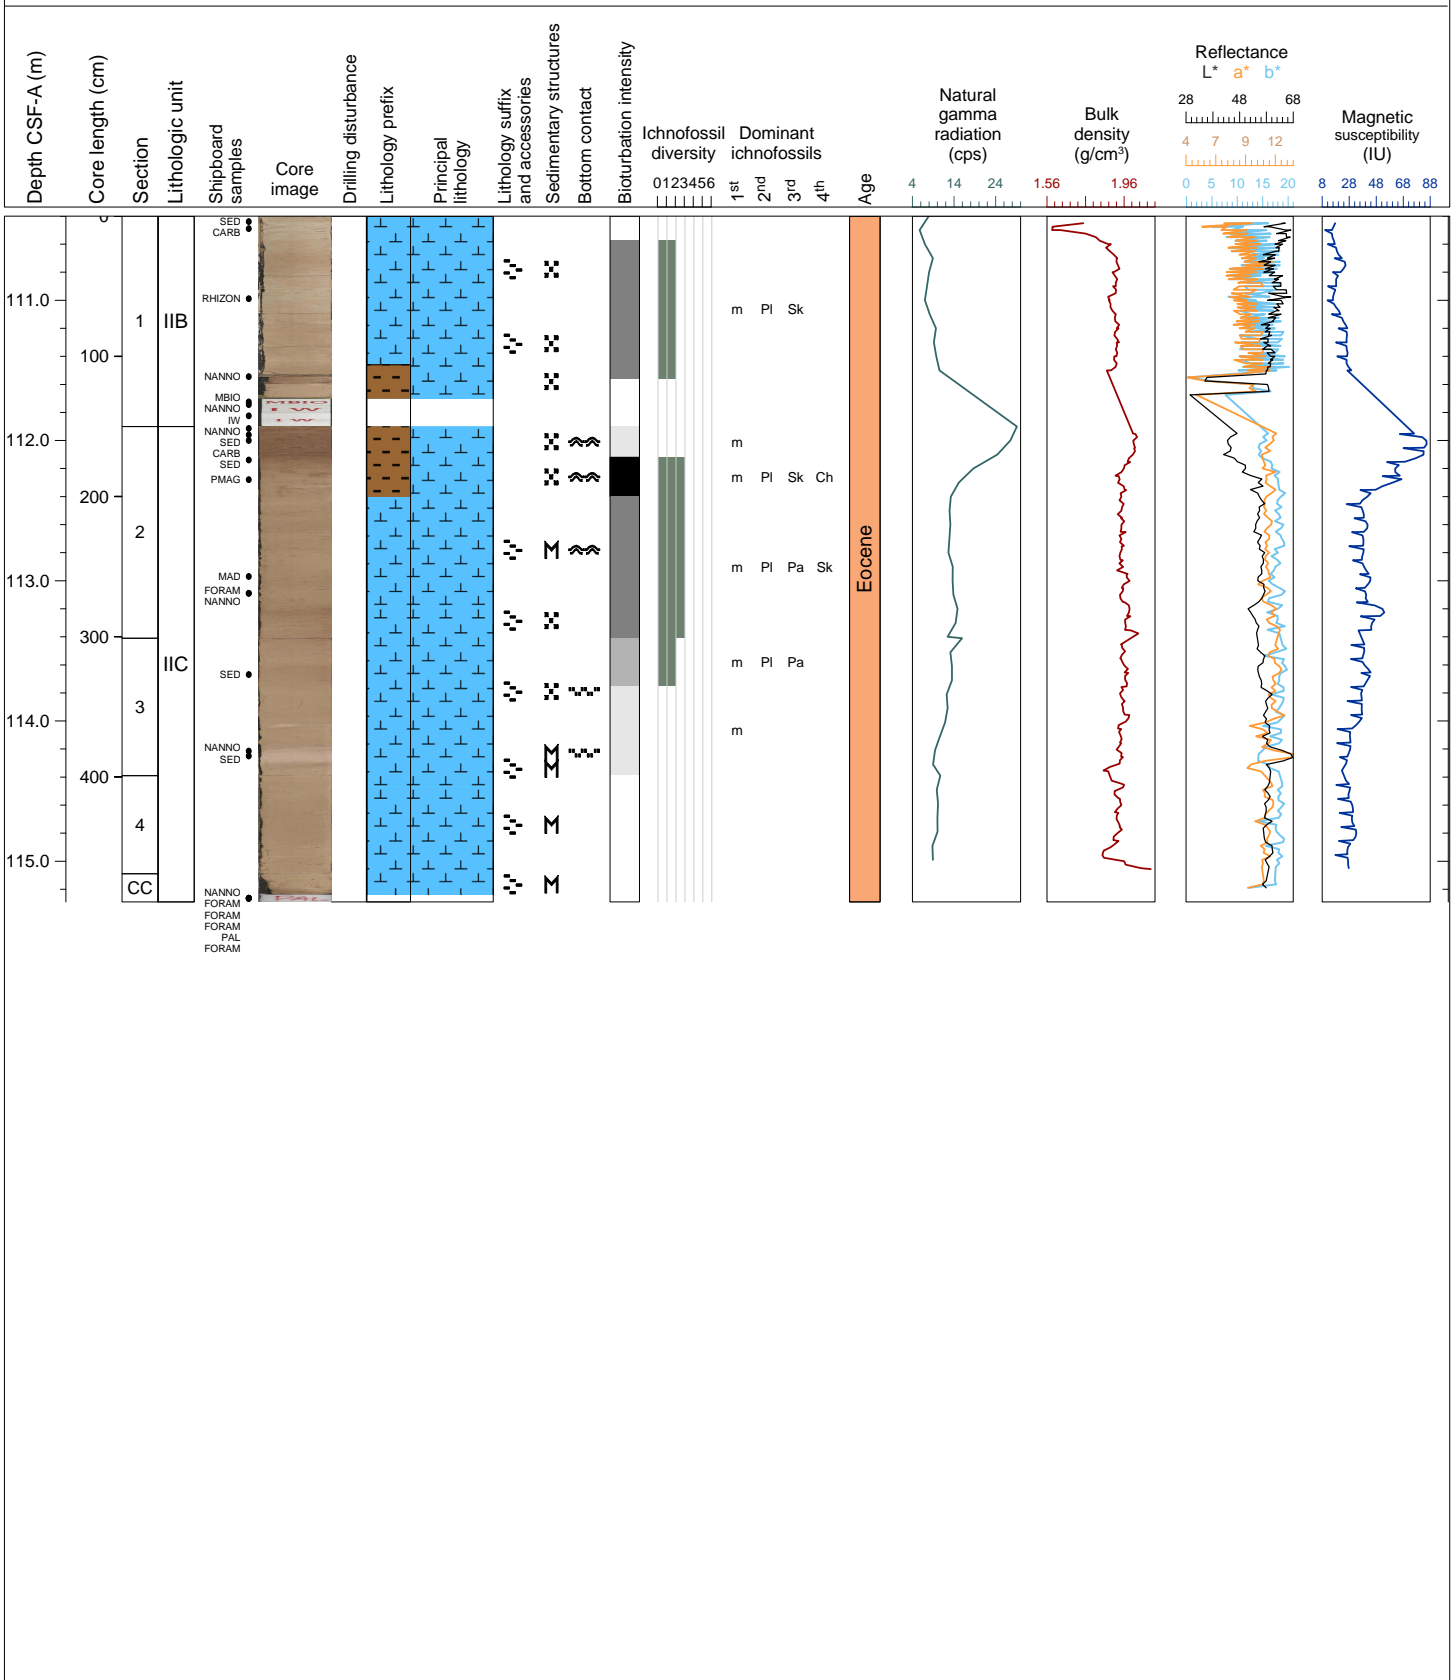 Depth CSF-A (m)
Core length (cm)
Section
Lithologic unit
Shipboard
samples
Core
image
Drilling disturbance
Lithology prefix
Principal
lithology
Lithology suffix
and accessories
Sedimentary structures
Bottom contact
Bioturbation intensity
Ichnofossil
diversity
0123456
Dominant
ichnofossils
1st
2nd
3rd
4th
Age
Natural
gamma
radiation
(cps)
4 14 24
Bulk
density
(g/cm³)
1.56 1.96
Reflectance
L* a* b*
28 48 68
4 7 9 12
0 5 10 15 20
Magnetic
susceptibility
(IU)
8 28 48 68 88
0
100
200
300
400
111.0
112.0
113.0
114.0
115.0
1
2
3
4
CC
IIB
IIC
SED
CARB
RHIZON
NANNO
MBIO
NANNO
IW
NANNO
SED
CARB
SED
PMAG
MAD
FORAM
NANNO
SED
NANNO
SED
NANNO
FORAM
FORAM
FORAM
PAL
FORAM
MBIO
I W
I W
PAL
m Pl Sk
m
m Pl Sk Ch
m Pl Pa Sk
m Pl Pa
m
Eocene